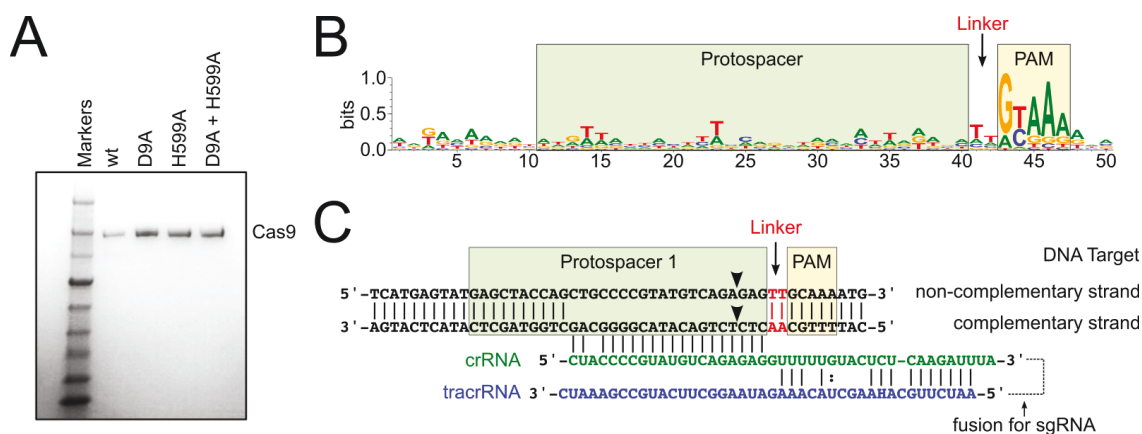 A
Markers
wt
D9A
H599A
D9A + H599A
Cas9
B
Linker
Protospacer
PAM
bits
1.0
0.5
0.0
5 10 15 20 25 30 35 40 45 50
C
Linker
DNA Target
Protospacer 1
PAM
5'-TCATGAGTATGAGCTACCAGCTGCCCCGTATGTCAGAGAGTTGCAAAATG-3' non-complementary strand
3'-AGTACTCATACTCGATGGTCGACGGGGCATACAGTCTCTCAACGTTTTAC-5' complementary strand
crRNA 5'-CUACCCCGUAUGUCAGAGAGGUUUUUGUACUCU-CAAGAUUUA-3'
tracrRNA 3'-CUAAAGCCGUACUUCGGAAUAGAAACAUCGAAHACGUUCUAA-5'
fusion for sgRNA